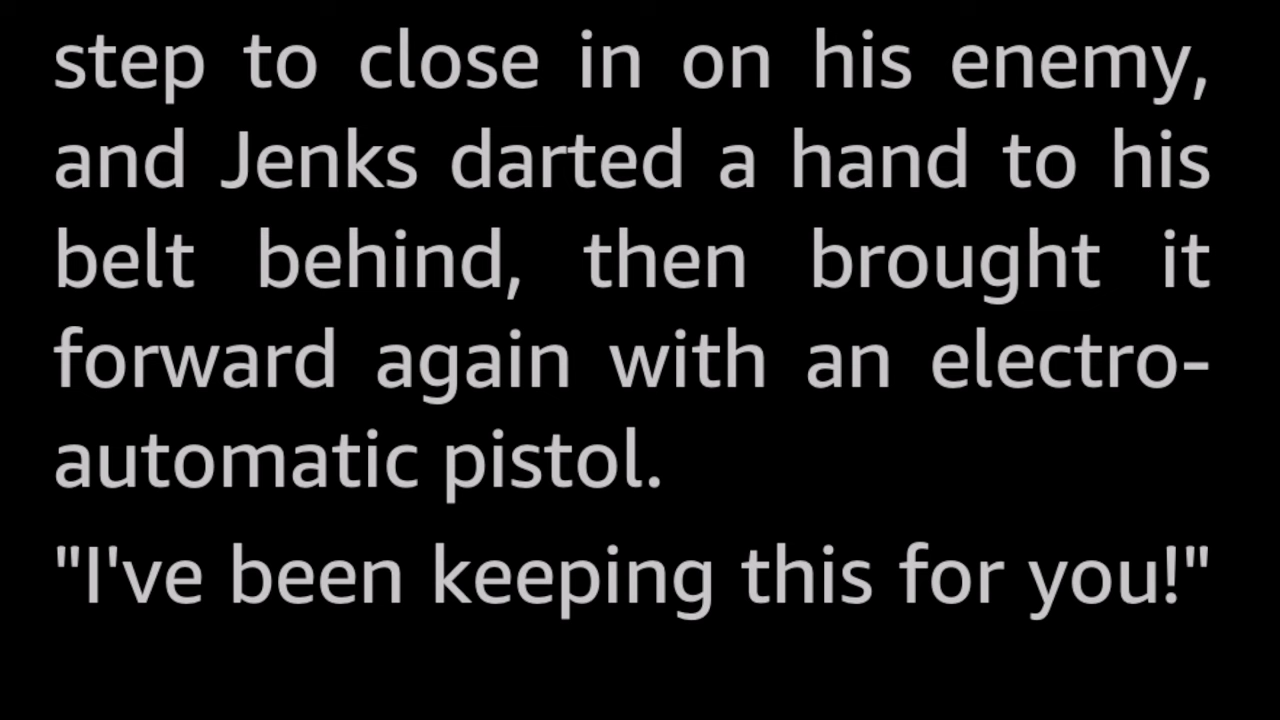 step to close in on his enemy,
and Jenks darted a hand to his
belt behind, then brought it
forward again with an electro-
automatic pistol.
"I've been keeping this for you!"